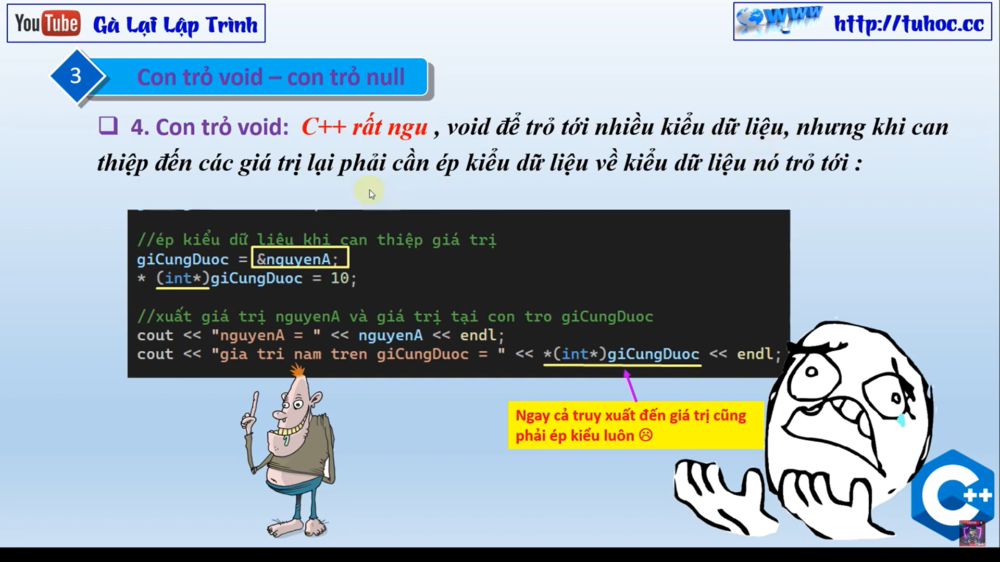 YouTube Gà Lại Lập Trình
WWW http://tuhoc.cc
3 Con trỏ void – con trỏ null
4. Con trỏ void: C++ rất ngu , void để trỏ tới nhiều kiểu dữ liệu, nhưng khi can
thiệp đến các giá trị lại phải cần ép kiểu dữ liệu về kiểu dữ liệu nó trỏ tới :
//ép kiểu dữ liệu khi can thiệp giá trị
giCungDuoc = &nguyenA;
* (int*)giCungDuoc = 10;
//xuất giá trị nguyenA và giá trị tại con tro giCungDuoc
cout << "nguyenA = " << nguyenA << endl;
cout << "gia tri nam tren giCungDuoc = " << *(int*)giCungDuoc << endl;
Ngay cả truy xuất đến giá trị cũng
phải ép kiểu luôn ☹
C++
SUBSCRIBE
Click!